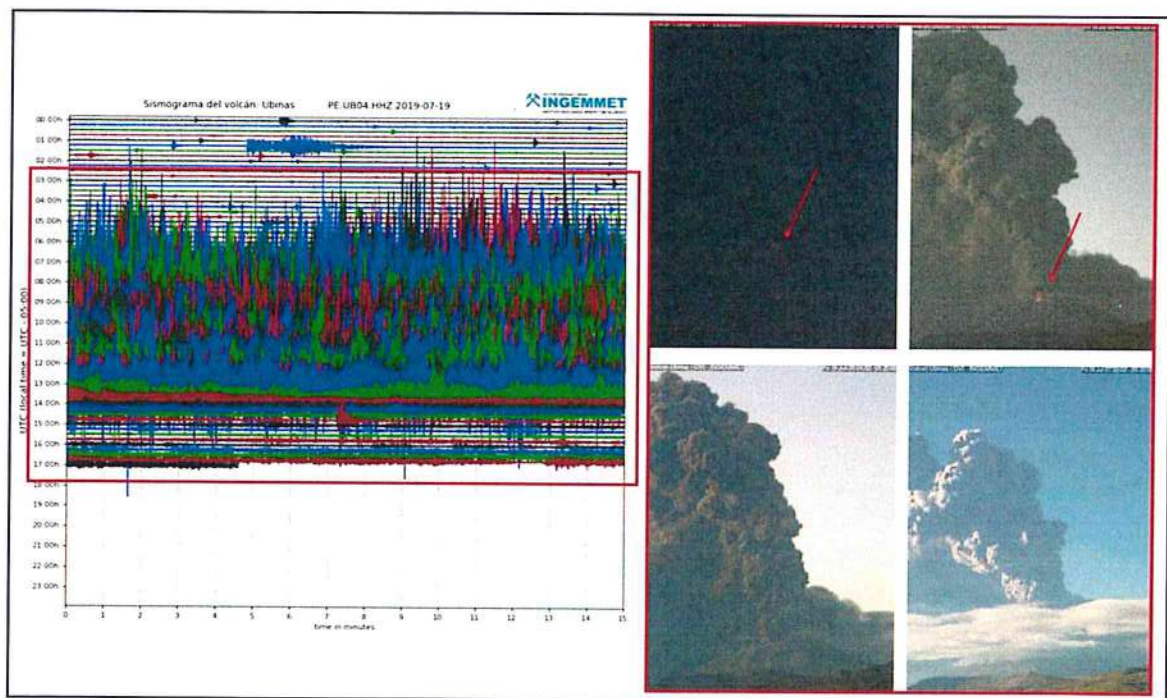 Sismograma del volcán: Ubinas PE.UB04.HHZ 2019-07-19
INGEMMET
UTC (local time = UTC - 05:00)
00 00h
01 00h
02 00h
03 00h
04 00h
05 00h
06 00h
07 00h
08 00h
09 00h
10 00h
11 00h
12 00h
13 00h
14 00h
15 00h
16 00h
17 00h
18 00h
19 00h
20 00h
21 00h
22 00h
23 00h
0 1 2 3 4 5 6 7 8 9 10 11 12 13 14 15
time in minutes